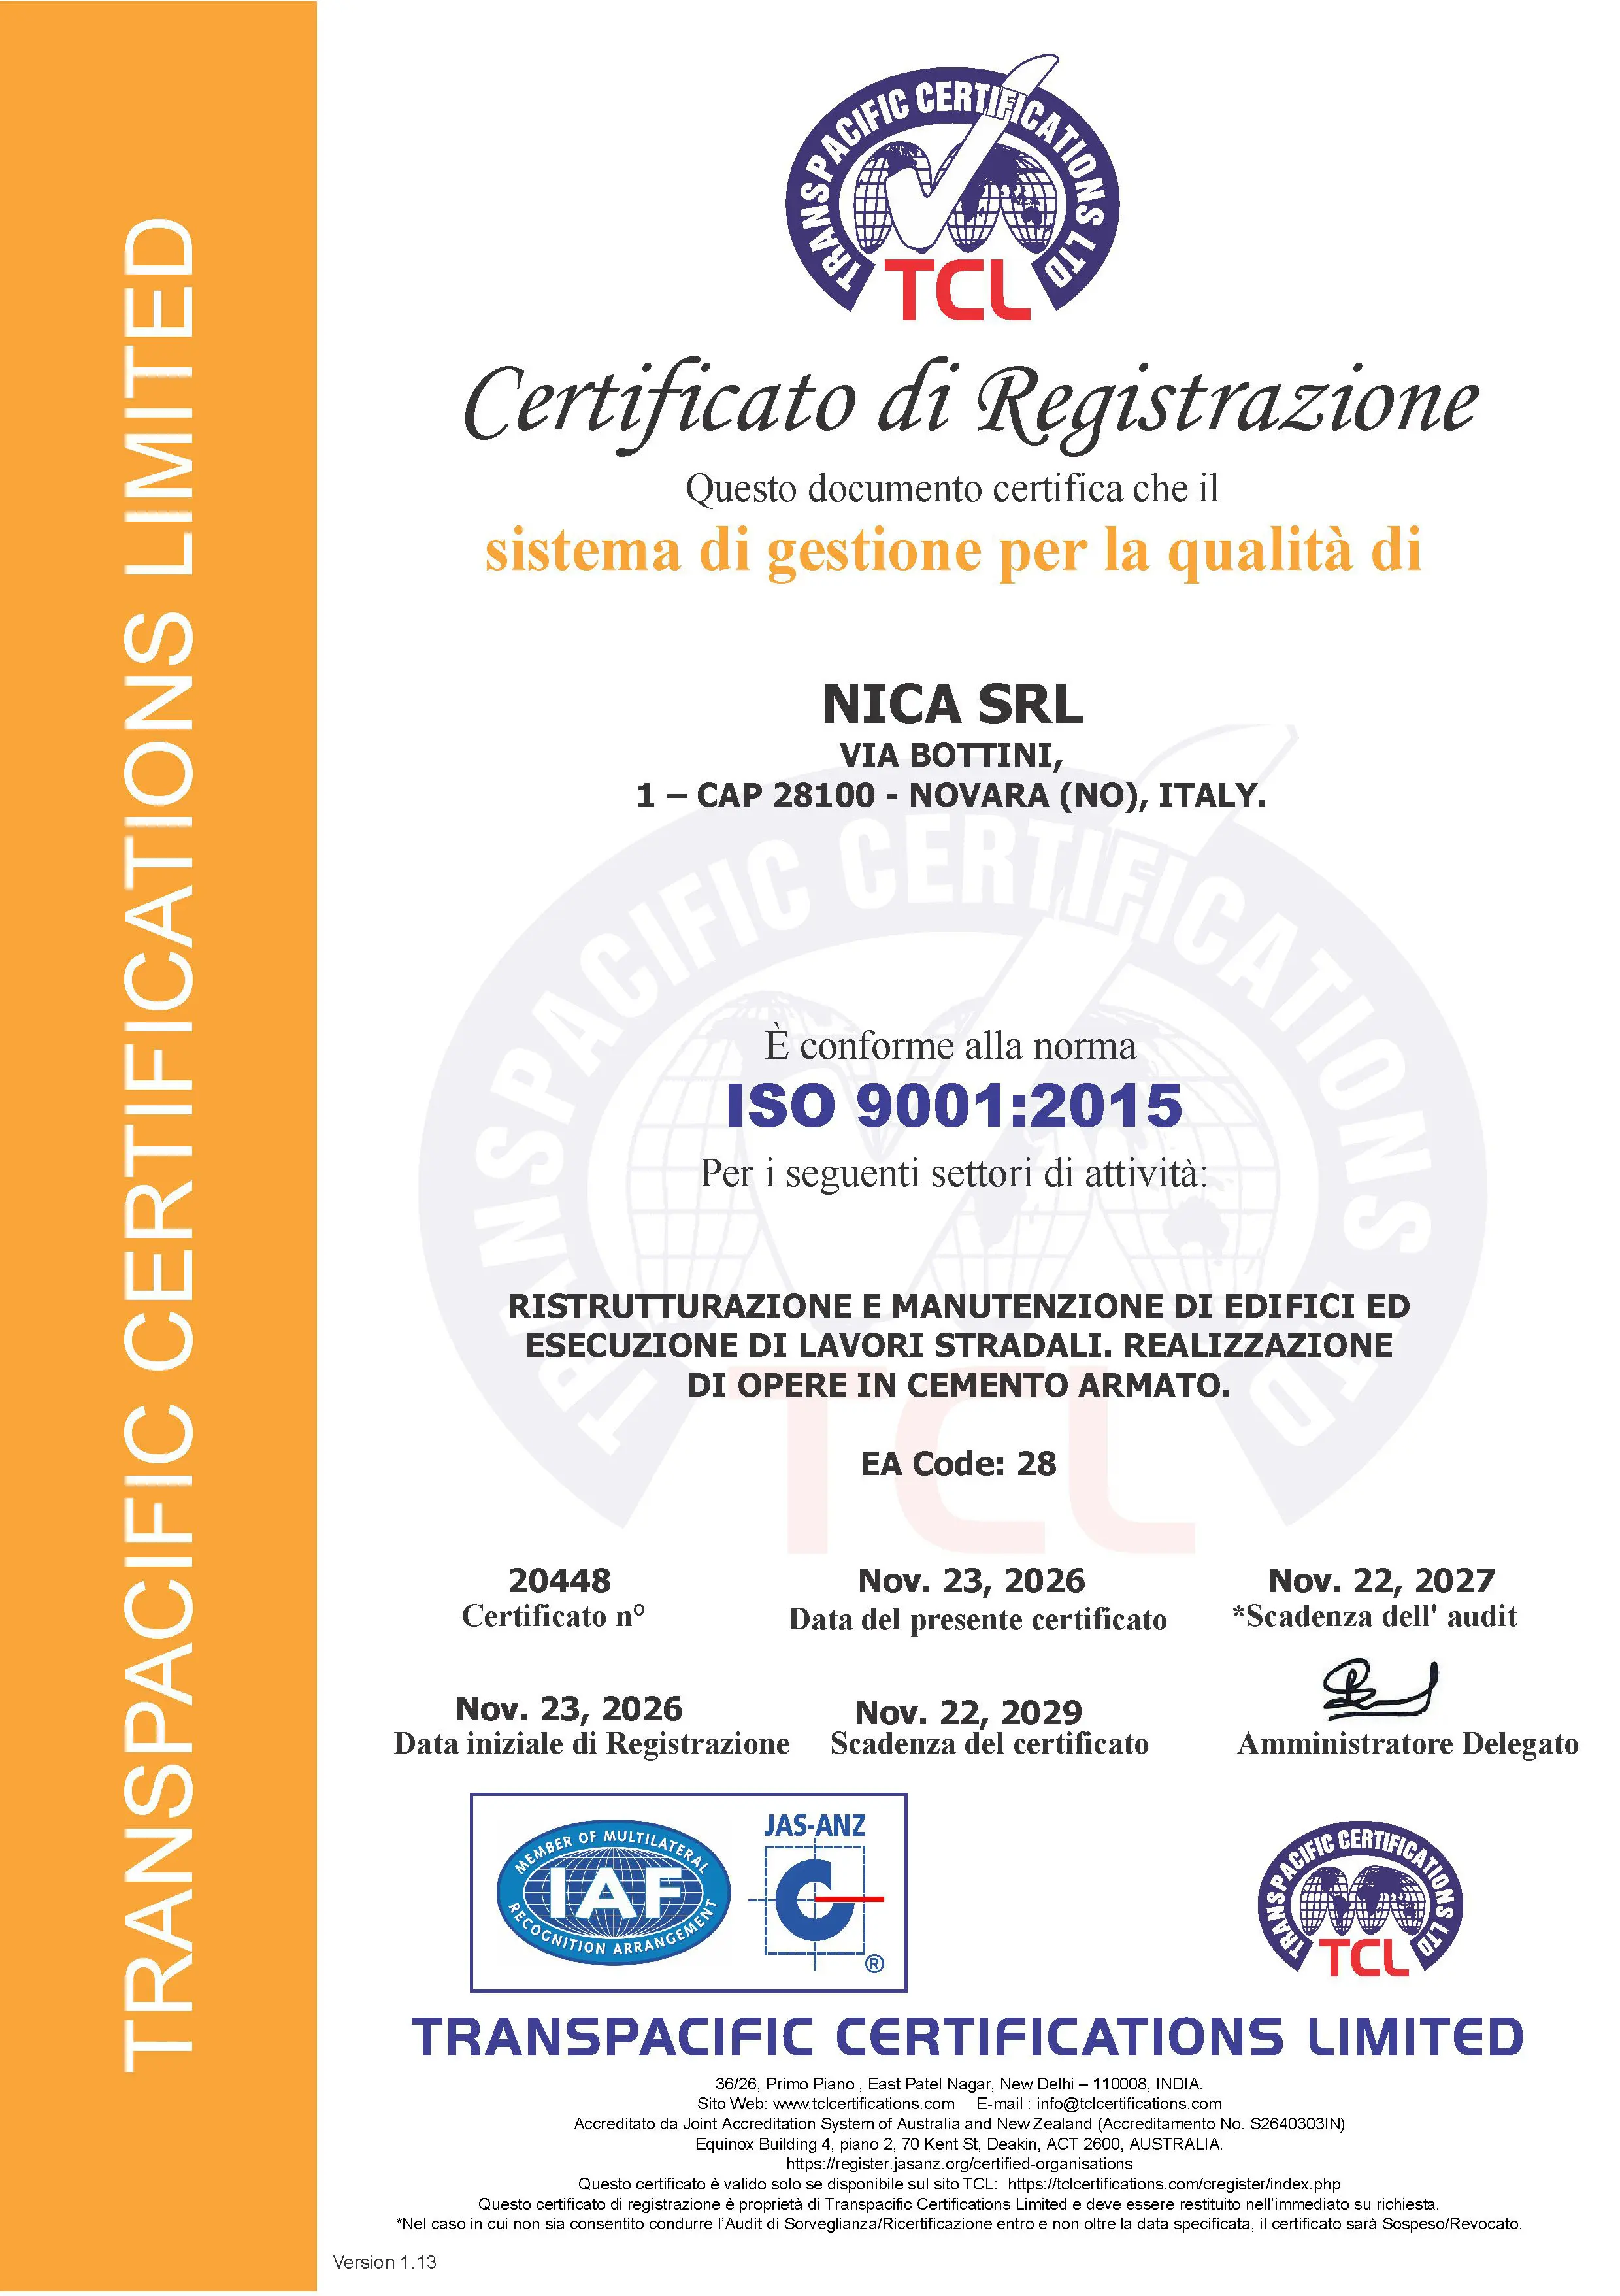 TRANSPACIFIC CERTIFICATIONS LIMITED
TRANSPACIFIC CERTIFICATIONS LTD
TCL
Certificato di Registrazione
Questo documento certifica che il
sistema di gestione per la qualità di
NICA SRL
VIA BOTTINI,
1 – CAP 28100 - NOVARA (NO), ITALY.
TRANSPACIFIC CERTIFICATIONS LTD
TCL
È conforme alla norma
ISO 9001:2015
Per i seguenti settori di attività:
RISTRUTTURAZIONE E MANUTENZIONE DI EDIFICI ED
ESECUZIONE DI LAVORI STRADALI. REALIZZAZIONE
DI OPERE IN CEMENTO ARMATO.
EA Code: 28
20448
Certificato n°
Nov. 23, 2026
Data del presente certificato
Nov. 22, 2027
*Scadenza dell' audit
Nov. 23, 2026
Data iniziale di Registrazione
Nov. 22, 2029
Scadenza del certificato
Amministratore Delegato
MEMBER OF MULTILATERAL
IAF
RECOGNITION ARRANGEMENT
JAS-ANZ
®
TRANSPACIFIC CERTIFICATIONS LTD
TCL
TRANSPACIFIC CERTIFICATIONS LIMITED
36/26, Primo Piano , East Patel Nagar, New Delhi – 110008, INDIA.
Sito Web: www.tclcertifications.com E-mail : info@tclcertifications.com
Accreditato da Joint Accreditation System of Australia and New Zealand (Accreditamento No. S2640303IN)
Equinox Building 4, piano 2, 70 Kent St, Deakin, ACT 2600, AUSTRALIA.
https://register.jasanz.org/certified-organisations
Questo certificato è valido solo se disponibile sul sito TCL: https://tclcertifications.com/cregister/index.php
Questo certificato di registrazione è proprietà di Transpacific Certifications Limited e deve essere restituito nell'immediato su richiesta.
*Nel caso in cui non sia consentito condurre l'Audit di Sorveglianza/Ricertificazione entro e non oltre la data specificata, il certificato sarà Sospeso/Revocato.
Version 1.13